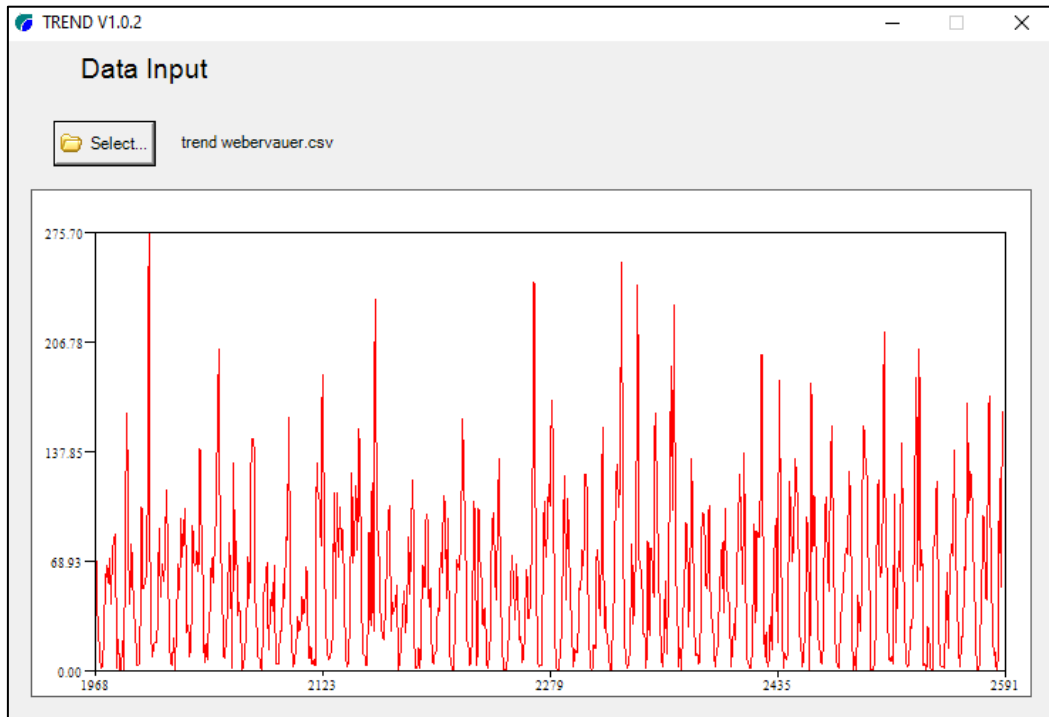 TREND V1.0.2
Data Input
Select... trend webervauer.csv
275.70
206.78
137.85
68.93
0.00
1968 2123 2279 2435 2591